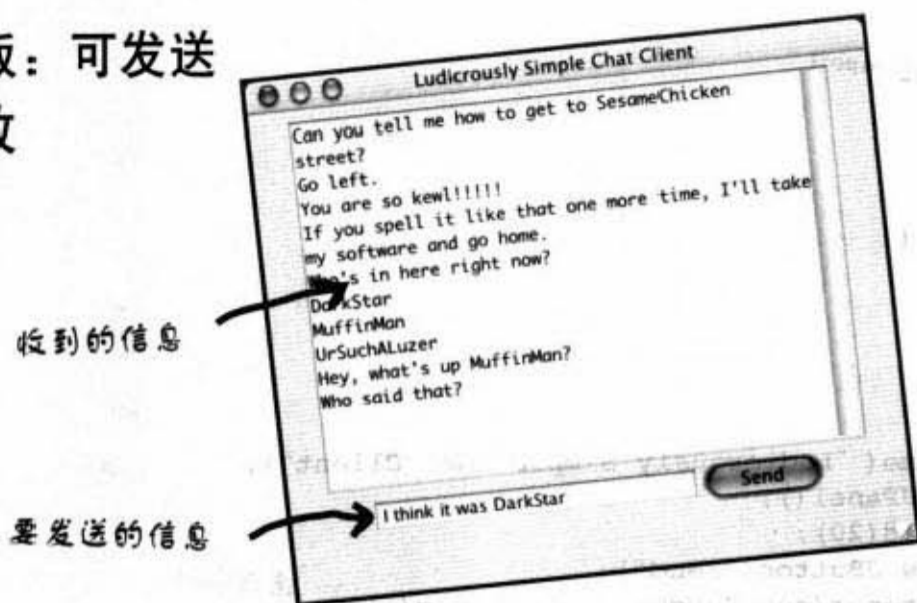 版：可发送
收
Ludicrously Simple Chat Client
Can you tell me how to get to SesameChicken
street?
Go left.
You are so kewl!!!!!
If you spell it like that one more time, I'll take
my software and go home.
Who's in here right now?
DarkStar
MuffinMan
UrSuchALuzer
Hey, what's up MuffinMan?
Who said that?
收到的信息
I think it was DarkStar
Send
要发送的信息